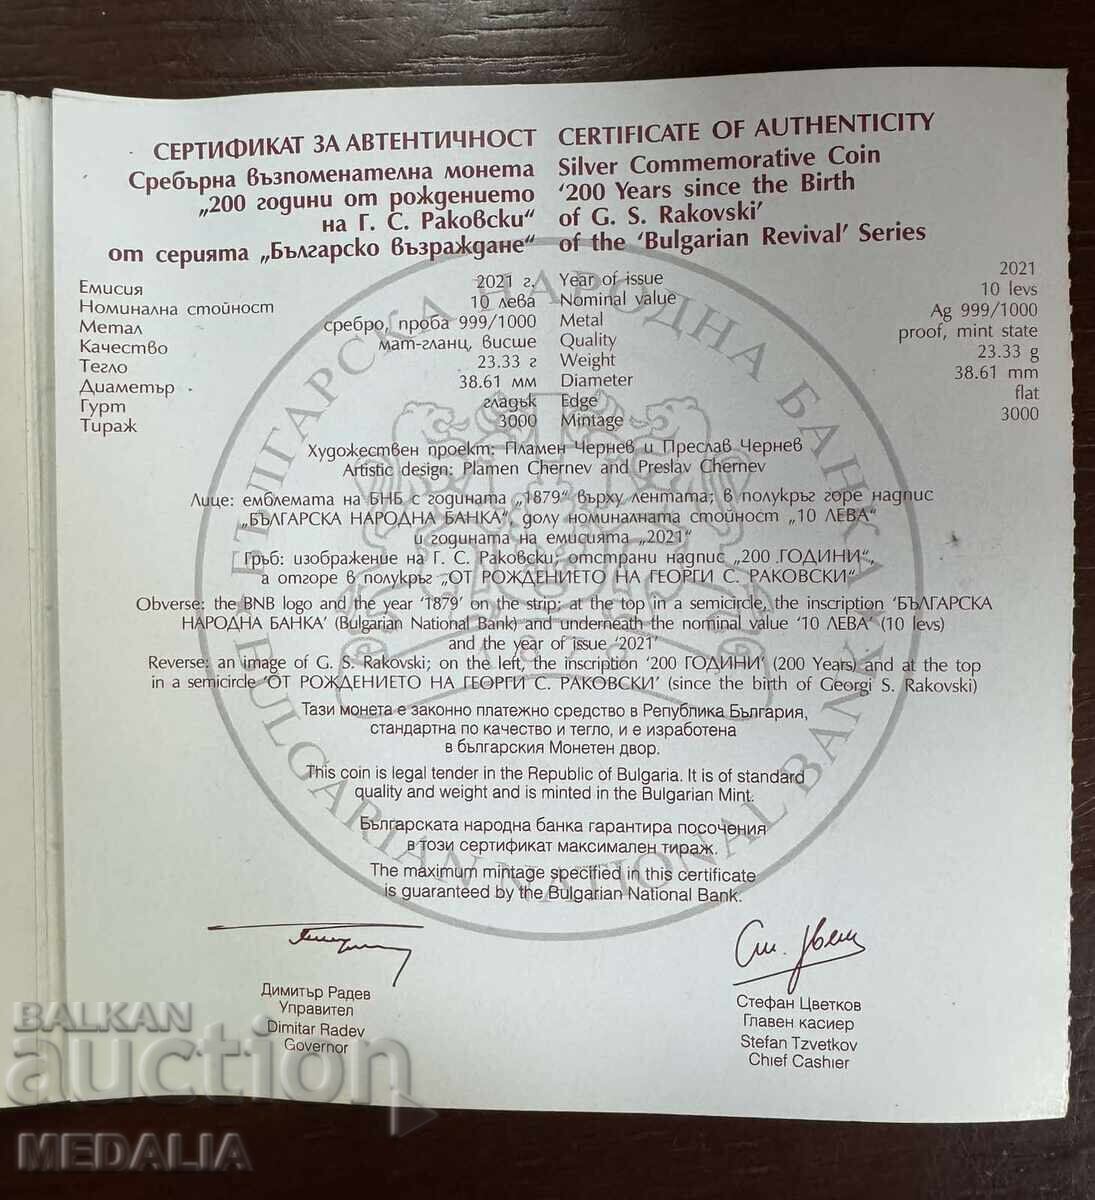 СЕРТИФИКАТ ЗА АВТЕНТИЧНОСТ
Сребърна възпоменателна монета
„200 години от рождението
на Г. С. Раковски“
от серията „Българско възраждане“
CERTIFICATE OF AUTHENTICITY
Silver Commemorative Coin
‘200 Years since the Birth
of G. S. Rakovski’
of the ‘Bulgarian Revival’ Series
Емисия 2021 г.
Номинална стойност 10 лева
Метал сребро, проба 999/1000
Качество мат-гланц, висше
Тегло 23.33 г
Диаметър 38.61 мм
Гурт гладък
Тираж 3000
Year of issue 2021
Nominal value 10 levs
Metal Ag 999/1000
Quality proof, mint state
Weight 23.33 g
Diameter 38.61 mm
Edge flat
Mintage 3000
Художествен проект: Пламен Чернев и Преслав Чернев
Artistic design: Plamen Chernev and Preslav Chernev
Лице: емблемата на БНБ с годината „1879“ върху лентата; в полукръг горе надпис
„БЪЛГАРСКА НАРОДНА БАНКА“, долу номиналната стойност „10 ЛЕВА“
и годината на емисията „2021“
Гръб: изображение на Г. С. Раковски; отстрани надпис „200 ГОДИНИ“,
а отгоре в полукръг „ОТ РОЖДЕНИЕТО НА ГЕОРГИ С. РАКОВСКИ“
Obverse: the BNB logo and the year ‘1879’ on the strip; at the top in a semicircle, the inscription ‘БЪЛГАРСКА
НАРОДНА БАНКА’ (Bulgarian National Bank) and underneath the nominal value ‘10 ЛЕВА’ (10 levs)
and the year of issue ‘2021’
Reverse: an image of G. S. Rakovski; on the left, the inscription ‘200 ГОДИНИ’ (200 Years) and at the top
in a semicircle ‘ОТ РОЖДЕНИЕТО НА ГЕОРГИ С. РАКОВСКИ’ (since the birth of Georgi S. Rakovski)
Тази монета е законно платежно средство в Република България,
стандартна по качество и тегло, и е изработена
в българския Монетен двор.
This coin is legal tender in the Republic of Bulgaria. It is of standard
quality and weight and is minted in the Bulgarian Mint.
Българската народна банка гарантира посочения
в този сертификат максимален тираж.
The maximum mintage specified in this certificate
is guaranteed by the Bulgarian National Bank.
Димитър Радев
Управител
Dimitar Radev
Governor
Стефан Цветков
Главен касиер
Stefan Tzvetkov
Chief Cashier
БЪЛГАРСКА НАРОДНА БАНКА
BULGARIAN NATIONAL BANK
1879
BALKAN
auction
MEDALIA